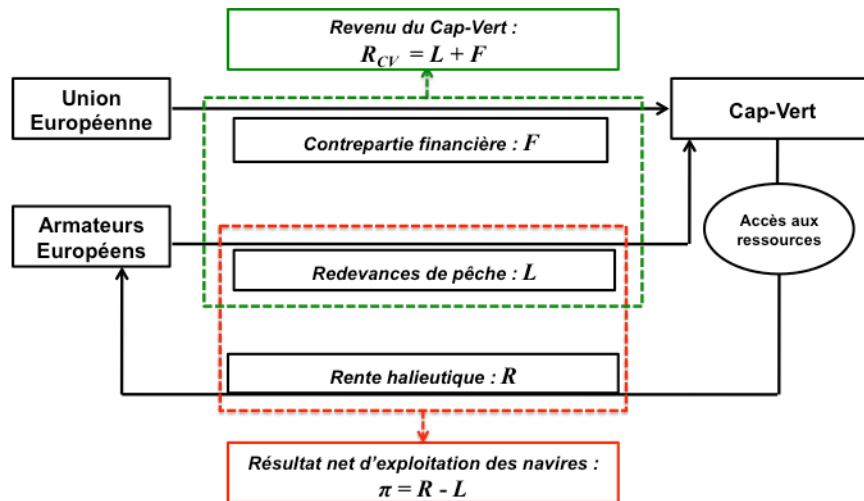 Revenu du Cap-Vert :
R_CV = L + F
Union
Européenne
Cap-Vert
Contrepartie financière : F
Armateurs
Européens
Accès aux
ressources
Redevances de pêche : L
Rente halieutique : R
Résultat net d’exploitation des navires :
π = R - L